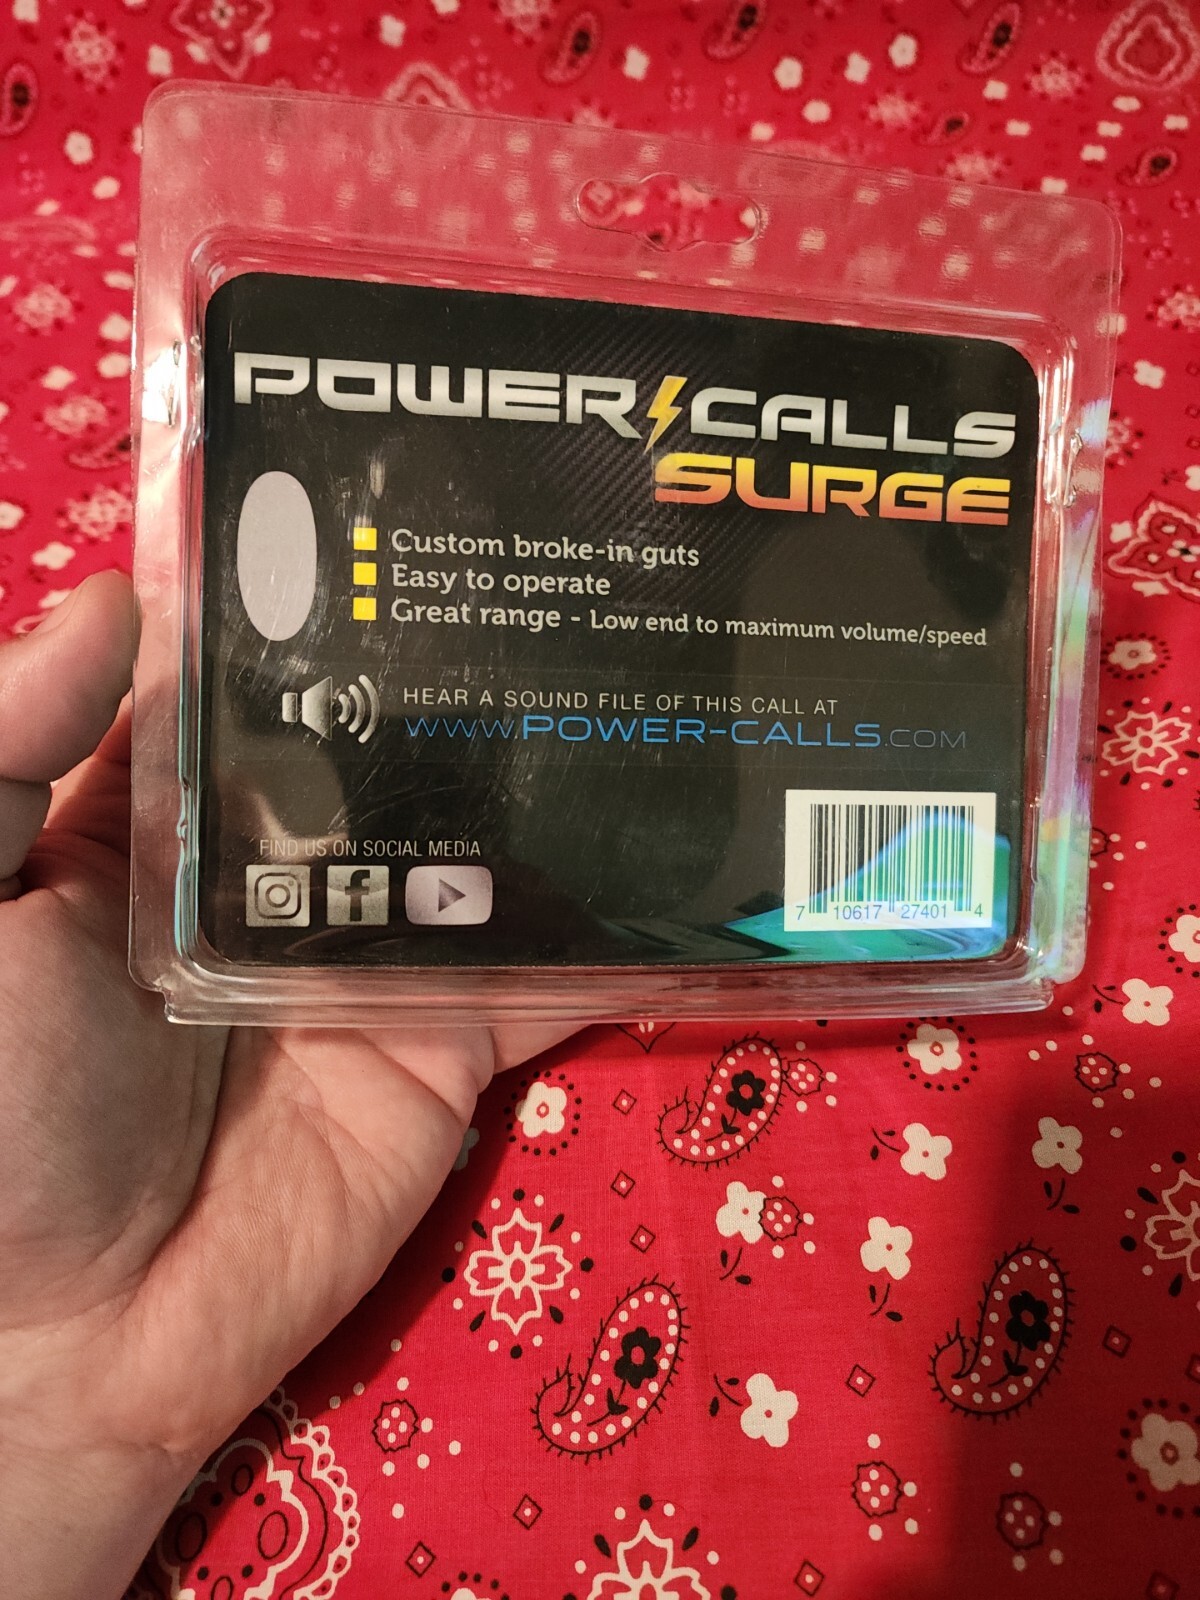 POWER CALLS
SURGE
Custom broke-in guts
Easy to operate
Great range - Low end to maximum volume/speed
HEAR A SOUND FILE OF THIS CALL AT
WWW.POWER-CALLS.COM
FIND US ON SOCIAL MEDIA
7 10617 27401 4